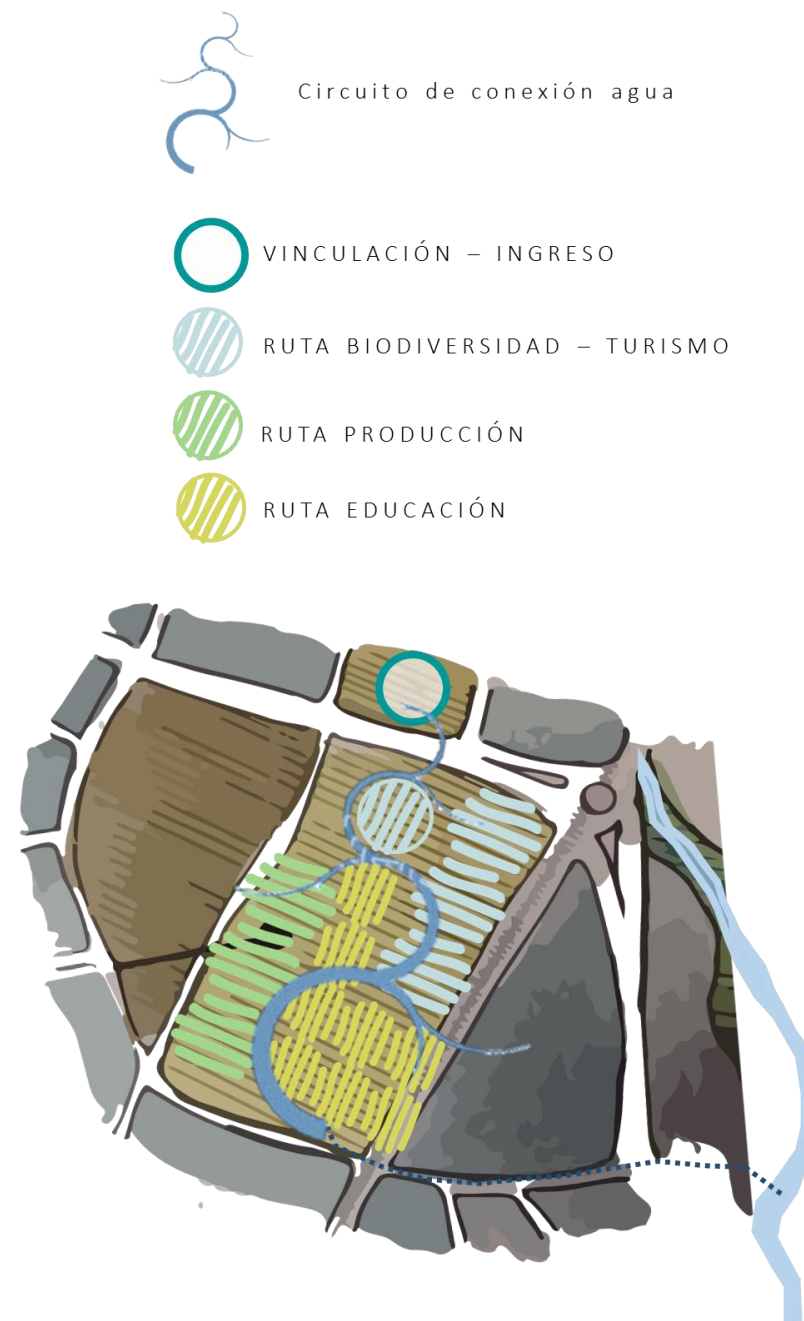 Circuito de conexión agua
VINCULACIÓN – INGRESO
RUTA BIODIVERSIDAD – TURISMO
RUTA PRODUCCIÓN
RUTA EDUCACIÓN